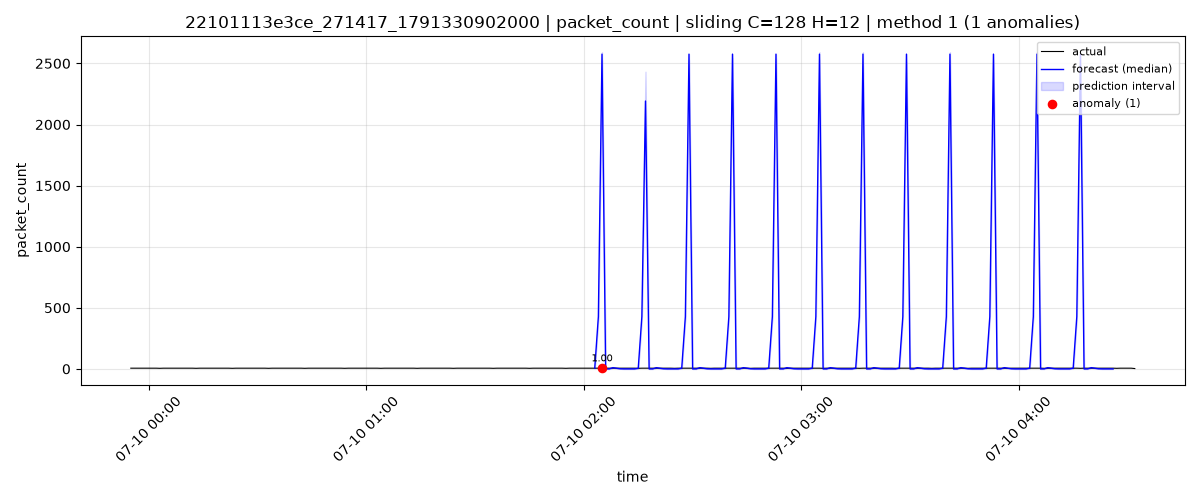 22101113e3ce_271417_1791330902000 | packet_count | sliding C=128 H=12 | method 1 (1 anomalies)
actual
forecast (median)
prediction interval
anomaly (1)
packet_count
2500
2000
1500
1000
500
0
1.00
07-10 00:00
07-10 01:00
07-10 02:00
07-10 03:00
07-10 04:00
time